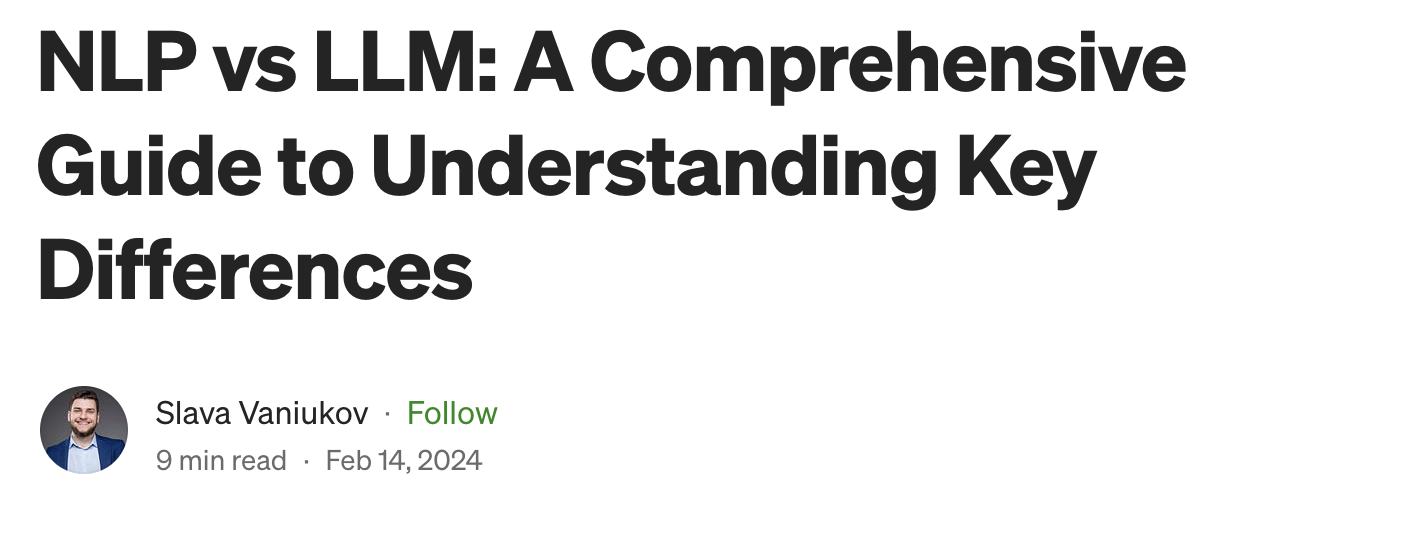 NLP vs LLM: A Comprehensive
Guide to Understanding Key
Differences
Slava Vaniukov · Follow
9 min read · Feb 14, 2024